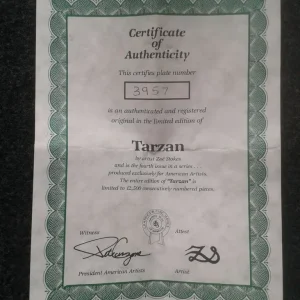 Certificate
of
Authenticity
This certifies plate number
3957
is an authenticated and registered
original in the limited edition of
Tarzan
by artist Zoe Stokes
and is the fourth issue in a series . . .
produced exclusively for American Artists.
The entire edition of "Tarzan" is
limited to 12,500 consecutively numbered pieces.
Witness Attest
President American Artists Artist